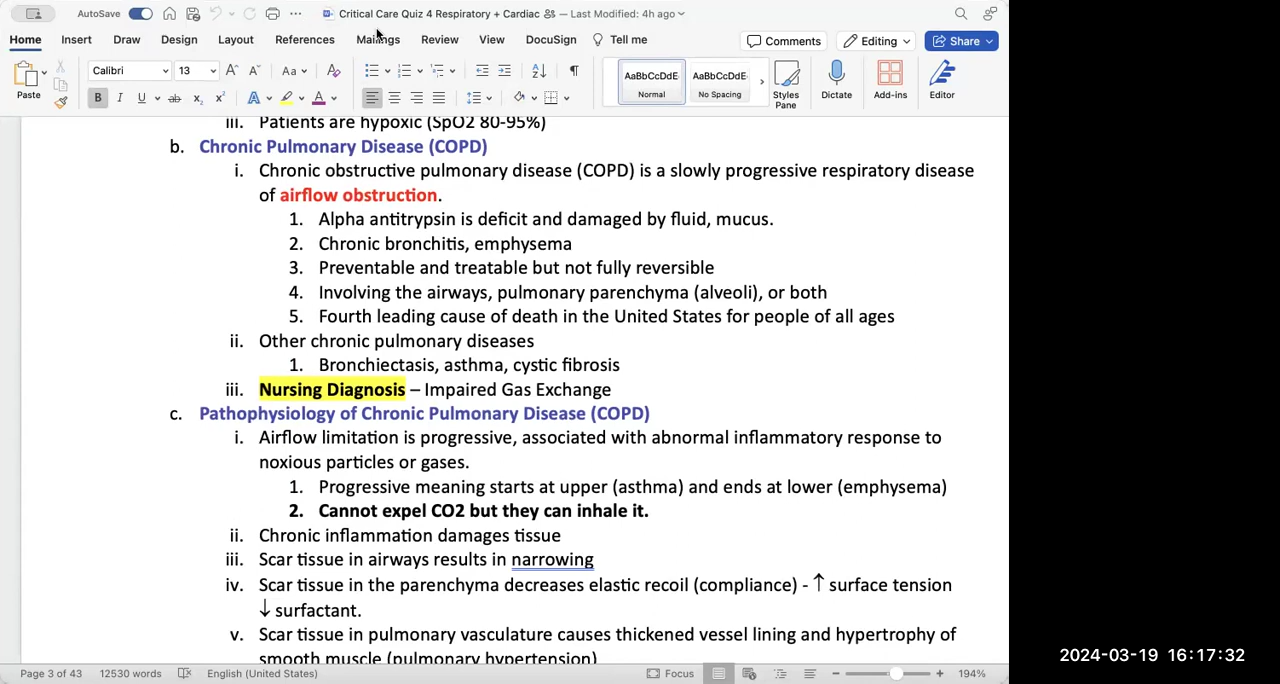 AutoSave
Critical Care Quiz 4 Respiratory + Cardiac — Last Modified: 4h ago
Home Insert Draw Design Layout References Mailings Review View DocuSign Tell me Comments Editing Share
Paste Calibri 13 A A Aa A AaBbCcDdE Normal AaBbCcDdE No Spacing Styles Pane Dictate Add-ins Editor
B I U ab x₂ x² A A
iii. Patients are hypoxic (SpO2 80-95%)
b. Chronic Pulmonary Disease (COPD)
i. Chronic obstructive pulmonary disease (COPD) is a slowly progressive respiratory disease
of airflow obstruction.
1. Alpha antitrypsin is deficit and damaged by fluid, mucus.
2. Chronic bronchitis, emphysema
3. Preventable and treatable but not fully reversible
4. Involving the airways, pulmonary parenchyma (alveoli), or both
5. Fourth leading cause of death in the United States for people of all ages
ii. Other chronic pulmonary diseases
1. Bronchiectasis, asthma, cystic fibrosis
iii. Nursing Diagnosis – Impaired Gas Exchange
c. Pathophysiology of Chronic Pulmonary Disease (COPD)
i. Airflow limitation is progressive, associated with abnormal inflammatory response to
noxious particles or gases.
1. Progressive meaning starts at upper (asthma) and ends at lower (emphysema)
2. Cannot expel CO2 but they can inhale it.
ii. Chronic inflammation damages tissue
iii. Scar tissue in airways results in narrowing
iv. Scar tissue in the parenchyma decreases elastic recoil (compliance) - ↑ surface tension
↓ surfactant.
v. Scar tissue in pulmonary vasculature causes thickened vessel lining and hypertrophy of
smooth muscle (pulmonary hypertension)
Page 3 of 43 12530 words English (United States) Focus 194%
2024-03-19 16:17:32